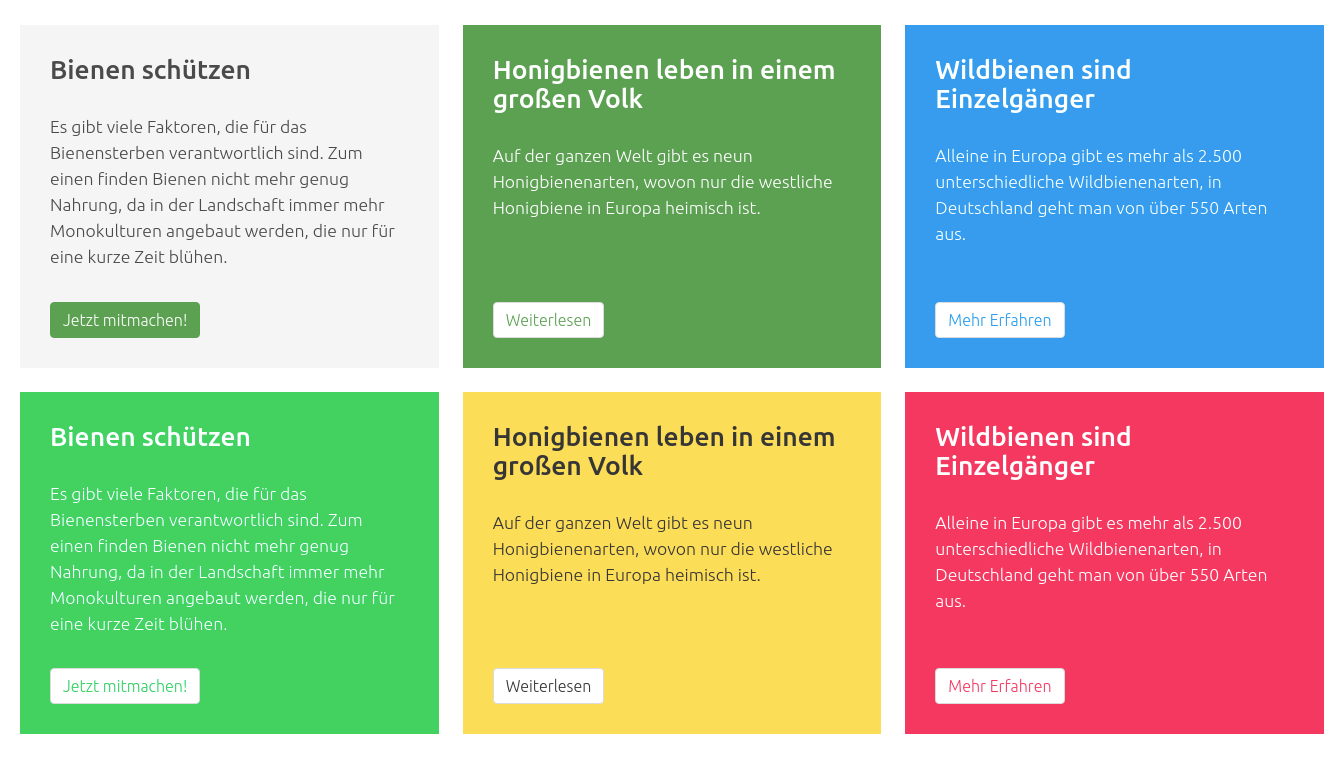 Bienen schützen
Es gibt viele Faktoren, die für das
Bienensterben verantwortlich sind. Zum
einen finden Bienen nicht mehr genug
Nahrung, da in der Landschaft immer mehr
Monokulturen angebaut werden, die nur für
eine kurze Zeit blühen.
Jetzt mitmachen!
Honigbienen leben in einem
großen Volk
Auf der ganzen Welt gibt es neun
Honigbienenarten, wovon nur die westliche
Honigbiene in Europa heimisch ist.
Weiterlesen
Wildbienen sind
Einzelgänger
Alleine in Europa gibt es mehr als 2.500
unterschiedliche Wildbienenarten, in
Deutschland geht man von über 550 Arten
aus.
Mehr Erfahren
Bienen schützen
Es gibt viele Faktoren, die für das
Bienensterben verantwortlich sind. Zum
einen finden Bienen nicht mehr genug
Nahrung, da in der Landschaft immer mehr
Monokulturen angebaut werden, die nur für
eine kurze Zeit blühen.
Jetzt mitmachen!
Honigbienen leben in einem
großen Volk
Auf der ganzen Welt gibt es neun
Honigbienenarten, wovon nur die westliche
Honigbiene in Europa heimisch ist.
Weiterlesen
Wildbienen sind
Einzelgänger
Alleine in Europa gibt es mehr als 2.500
unterschiedliche Wildbienenarten, in
Deutschland geht man von über 550 Arten
aus.
Mehr Erfahren